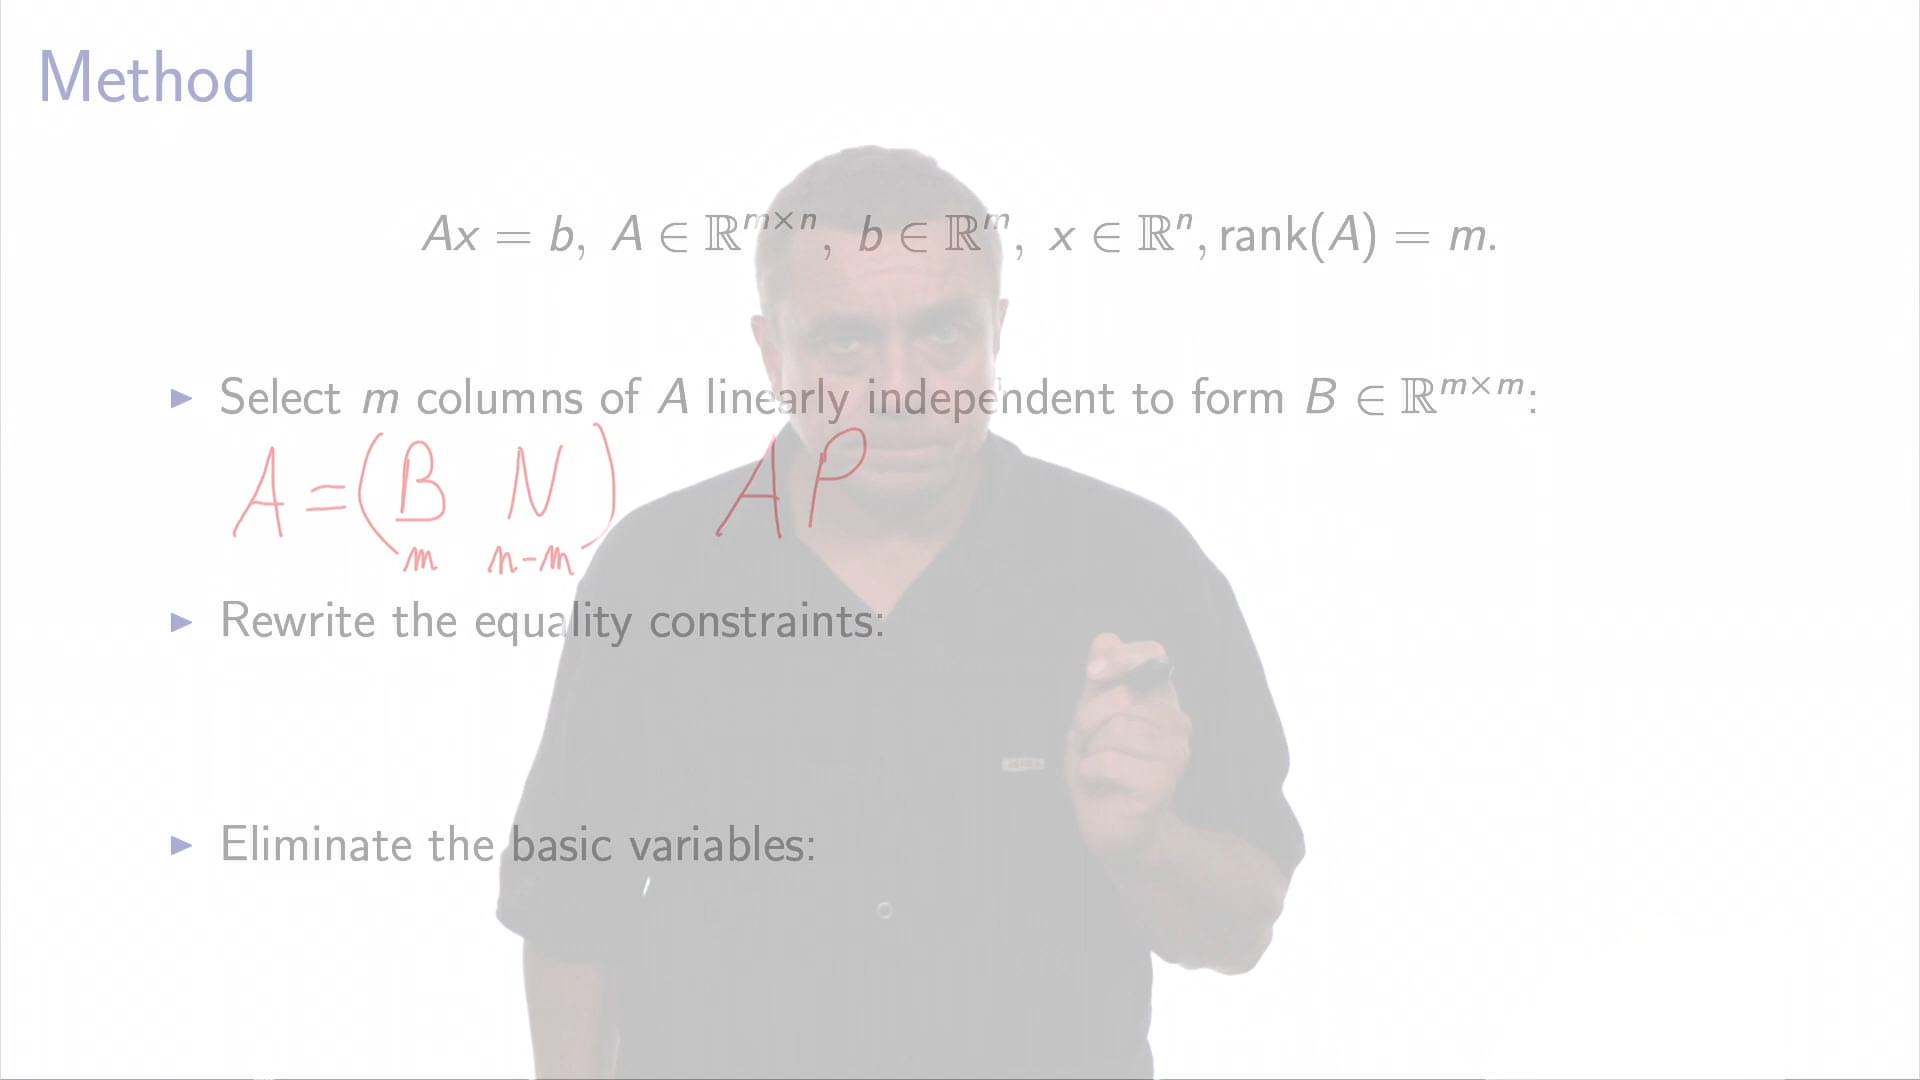 Method
Ax = b, A ∈ ℝ^{m×n}, b ∈ ℝ^m, x ∈ ℝ^n, rank(A) = m.
▶ Select m columns of A linearly independent to form B ∈ ℝ^{m×m}:
A = (B N) AP
m n-m
▶ Rewrite the equality constraints:
▶ Eliminate the basic variables: